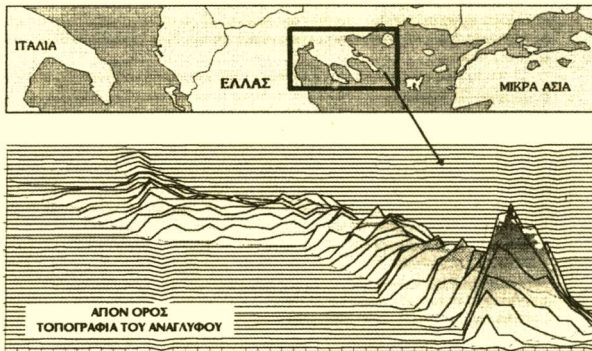 ΙΤΑΛΙΑ
ΕΛΛΑΣ
ΜΙΚΡΑ ΑΣΙΑ
ΑΓΙΟΝ ΟΡΟΣ
ΤΟΠΟΓΡΑΦΙΑ ΤΟΥ ΑΝΑΓΛΥΦΟΥ